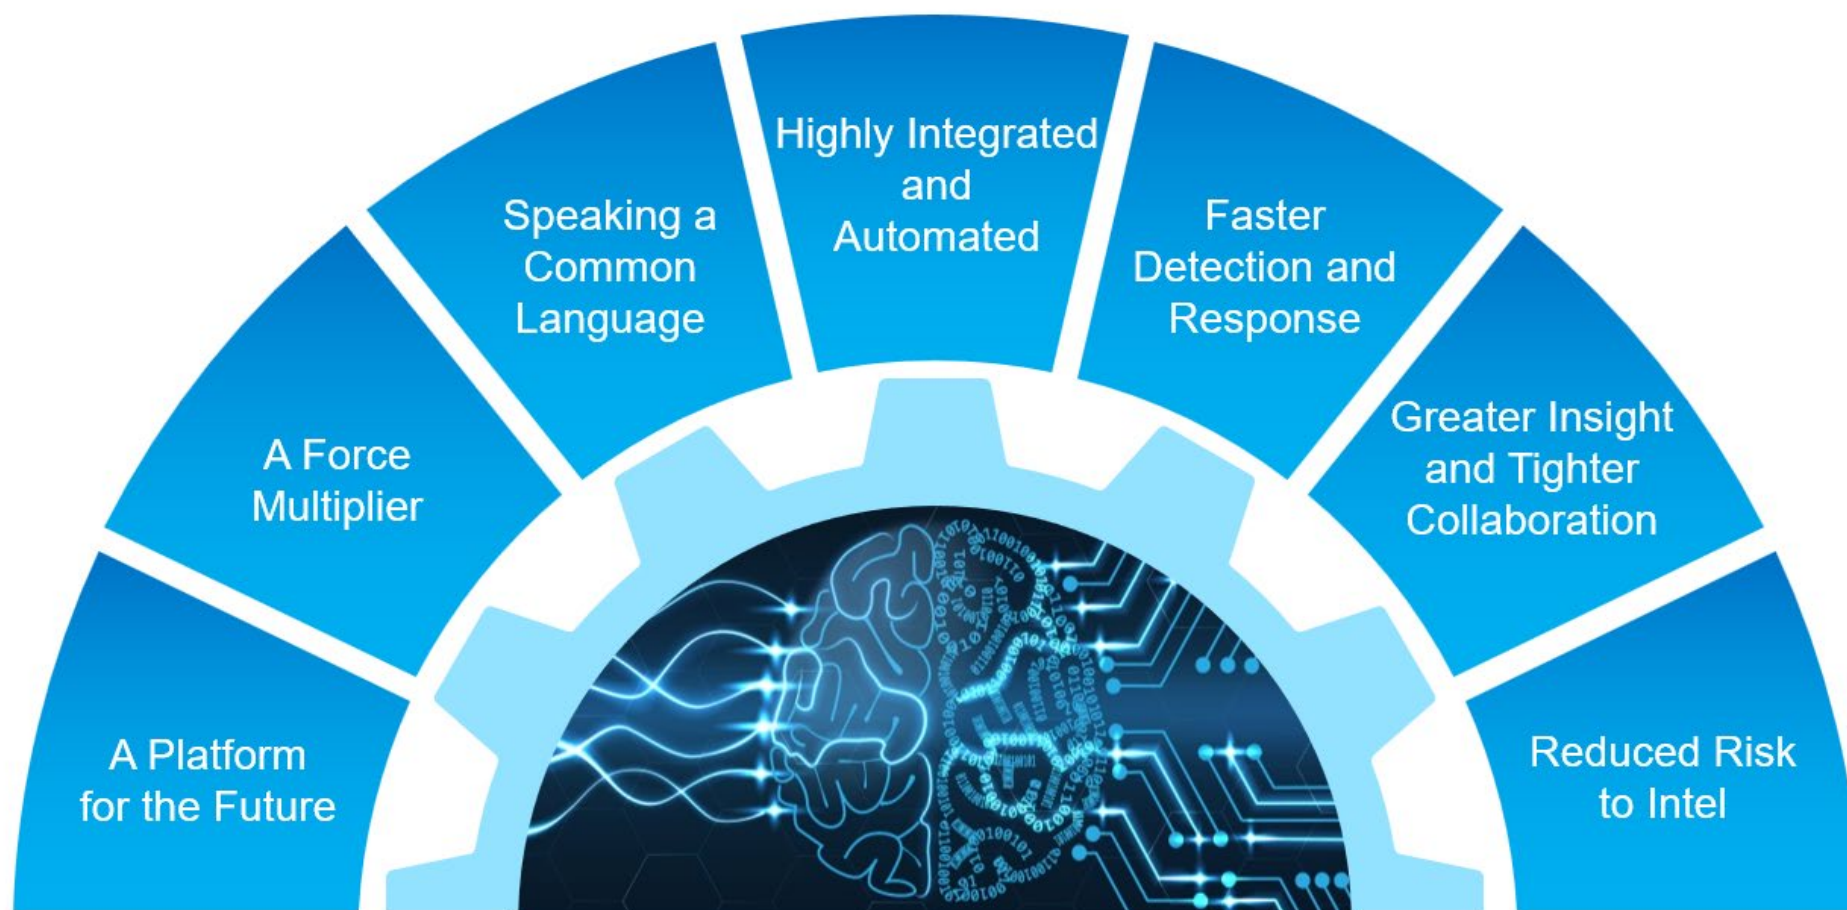 A Platform
for the Future
A Force
Multiplier
Speaking a
Common
Language
Highly Integrated
and
Automated
Faster
Detection and
Response
Greater Insight
and Tighter
Collaboration
Reduced Risk
to Intel